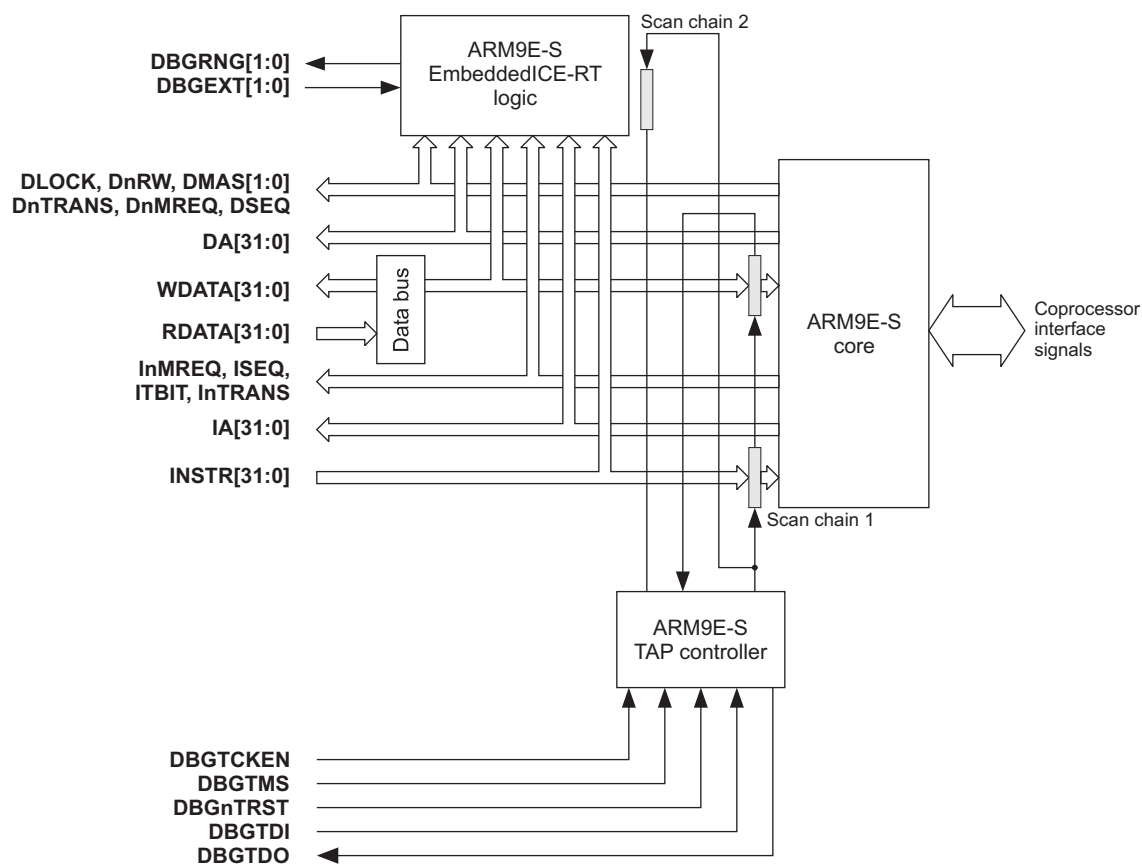 Scan chain 2
ARM9E-S
EmbeddedICE-RT
logic
DBGRNG[1:0]
DBGEXT[1:0]
DLOCK, DnRW, DMAS[1:0]
DnTRANS, DnMREQ, DSEQ
DA[31:0]
WDATA[31:0]
Data bus
RDATA[31:0]
ARM9E-S
core
Coprocessor
interface
signals
InMREQ, ISEQ,
ITBIT, InTRANS
IA[31:0]
INSTR[31:0]
Scan chain 1
ARM9E-S
TAP controller
DBGTCKEN
DBGTMS
DBGnTRST
DBGTDI
DBGTDO